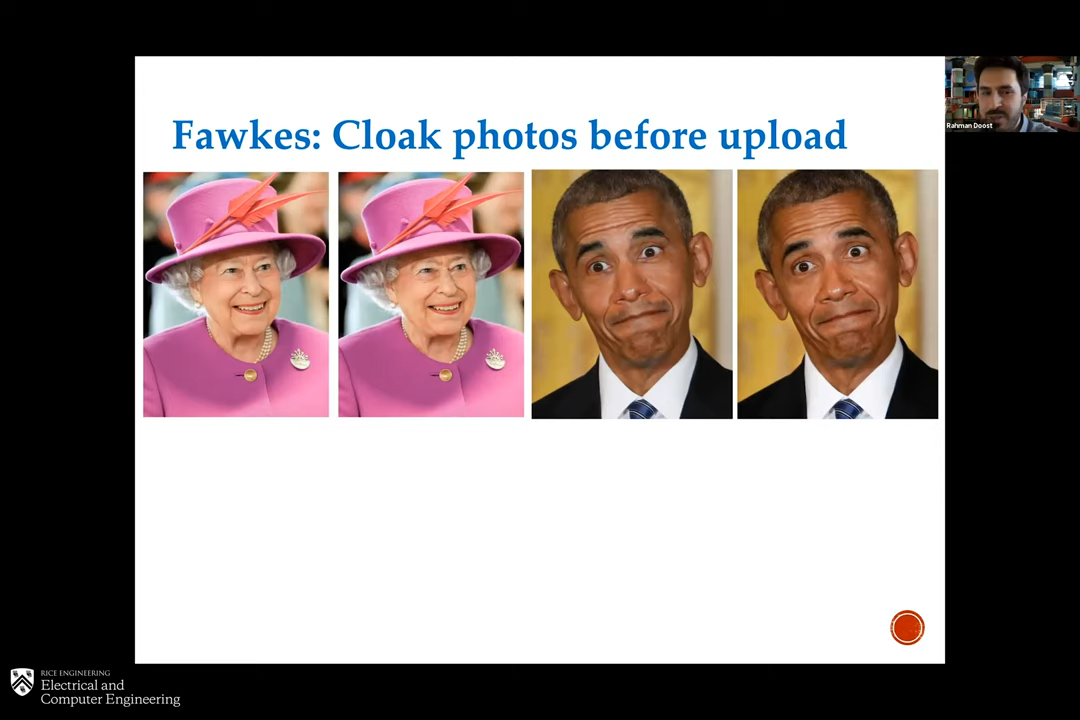 Fawkes: Cloak photos before upload
Rahman Doost
RICE ENGINEERING
Electrical and
Computer Engineering